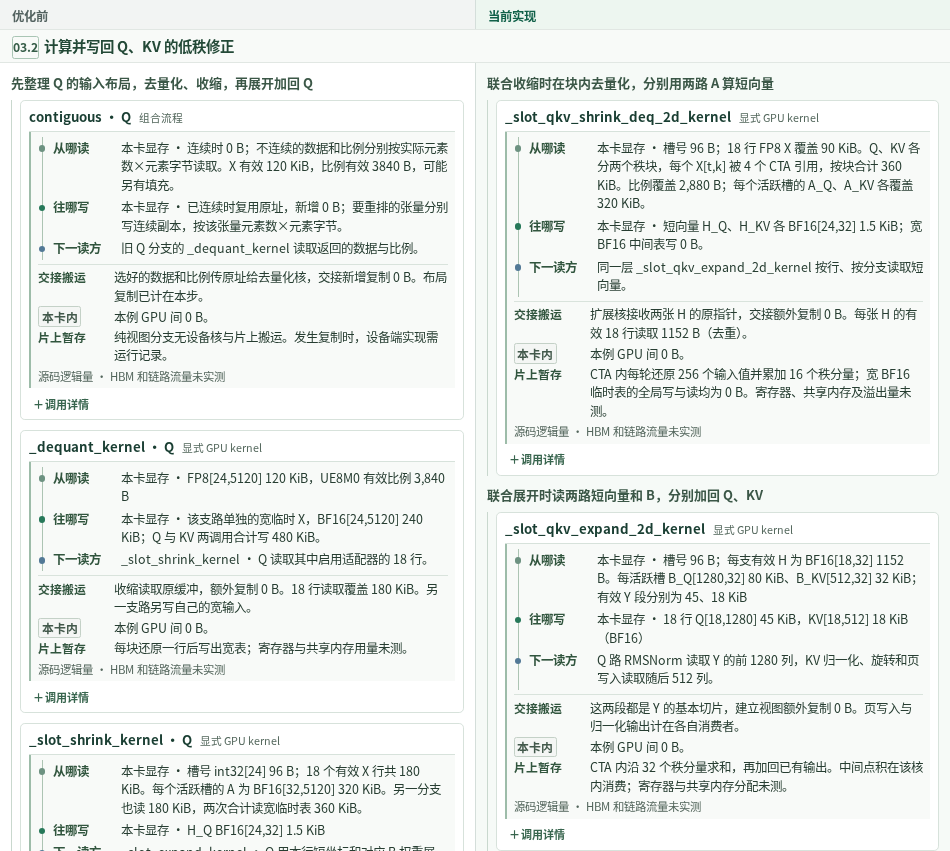 优化前
当前实现
03.2 计算并写回 Q、KV 的低秩修正
先整理 Q 的输入布局，去量化、收缩，再展开加回 Q
contiguous · Q 组合流程
从哪读 本卡显存 · 连续时 0 B；不连续的数据和比例分别按实际元素
数×元素字节读取。X 有效 120 KiB，比例有效 3840 B，可能
另有填充。
往哪写 本卡显存 · 已连续时复用原址，新增 0 B；要重排的张量分别
写连续副本，按该张量元素数×元素字节。
下一读方 旧 Q 分支的 _dequant_kernel 读取返回的数据与比例。
交接搬运 选好的数据和比例传原址给去量化核，交接新增复制 0 B。布局
复制已计在本步。
本卡内 本例 GPU 间 0 B。
片上暂存 纯视图分支无设备核与片上搬运。发生复制时，设备端实现需
运行记录。
源码逻辑量 · HBM 和链路流量未实测
＋调用详情
_dequant_kernel · Q 显式 GPU kernel
从哪读 本卡显存 · FP8[24,5120] 120 KiB，UE8M0 有效比例 3,840
B
往哪写 本卡显存 · 该支路单独的宽临时 X，BF16[24,5120] 240
KiB；Q 与 KV 两调用合计写 480 KiB。
下一读方 _slot_shrink_kernel · Q 读取其中启用适配器的 18 行。
交接搬运 收缩读取原缓冲，额外复制 0 B。18 行读取覆盖 180 KiB。另
一支路另写自己的宽输入。
本卡内 本例 GPU 间 0 B。
片上暂存 每块还原一行后写出宽表；寄存器与共享内存用量未测。
源码逻辑量 · HBM 和链路流量未实测
＋调用详情
_slot_shrink_kernel · Q 显式 GPU kernel
从哪读 本卡显存 · 槽号 int32[24] 96 B；18 个有效 X 行共 180
KiB。每个活跃槽的 A 为 BF16[32,5120] 320 KiB。另一分支
也读 180 KiB，两次合计读宽临时表 360 KiB。
往哪写 本卡显存 · H_Q BF16[24,32] 1.5 KiB
联合收缩时在块内去量化，分别用两路 A 算短向量
_slot_qkv_shrink_deq_2d_kernel 显式 GPU kernel
从哪读 本卡显存 · 槽号 96 B；18 行 FP8 X 覆盖 90 KiB。Q、KV 各
分两个秩块，每个 X[t,k] 被 4 个 CTA 引用，按块合计 360
KiB。比例覆盖 2,880 B；每个活跃槽的 A_Q、A_KV 各覆盖
320 KiB。
往哪写 本卡显存 · 短向量 H_Q、H_KV 各 BF16[24,32] 1.5 KiB；宽
BF16 中间表写 0 B。
下一读方 同一层 _slot_qkv_expand_2d_kernel 按行、按分支读取短
向量。
交接搬运 扩展核接收两张 H 的原指针，交接额外复制 0 B。每张 H 的有
效 18 行读取 1152 B（去重）。
本卡内 本例 GPU 间 0 B。
片上暂存 CTA 内每轮还原 256 个输入值并累加 16 个秩分量；宽 BF16
临时表的全局写与读均为 0 B。寄存器、共享内存及溢出量未
测。
源码逻辑量 · HBM 和链路流量未实测
＋调用详情
联合展开时读两路短向量和 B，分别加回 Q、KV
_slot_qkv_expand_2d_kernel 显式 GPU kernel
从哪读 本卡显存 · 槽号 96 B；每支有效 H 为 BF16[18,32] 1152
B。每活跃槽 B_Q[1280,32] 80 KiB、B_KV[512,32] 32 KiB；
有效 Y 段分别为 45、18 KiB
往哪写 本卡显存 · 18 行 Q[18,1280] 45 KiB，KV[18,512] 18 KiB
（BF16）
下一读方 Q 路 RMSNorm 读取 Y 的前 1280 列，KV 归一化、旋转和页
写入读取随后 512 列。
交接搬运 这两段都是 Y 的基本切片，建立视图额外复制 0 B。页写入与
归一化输出计在各自消费者。
本卡内 本例 GPU 间 0 B。
片上暂存 CTA 内沿 32 个秩分量求和，再加回已有输出。中间点积在该核
内消费；寄存器与共享内存分配未测。
源码逻辑量 · HBM 和链路流量未实测
＋调用详情